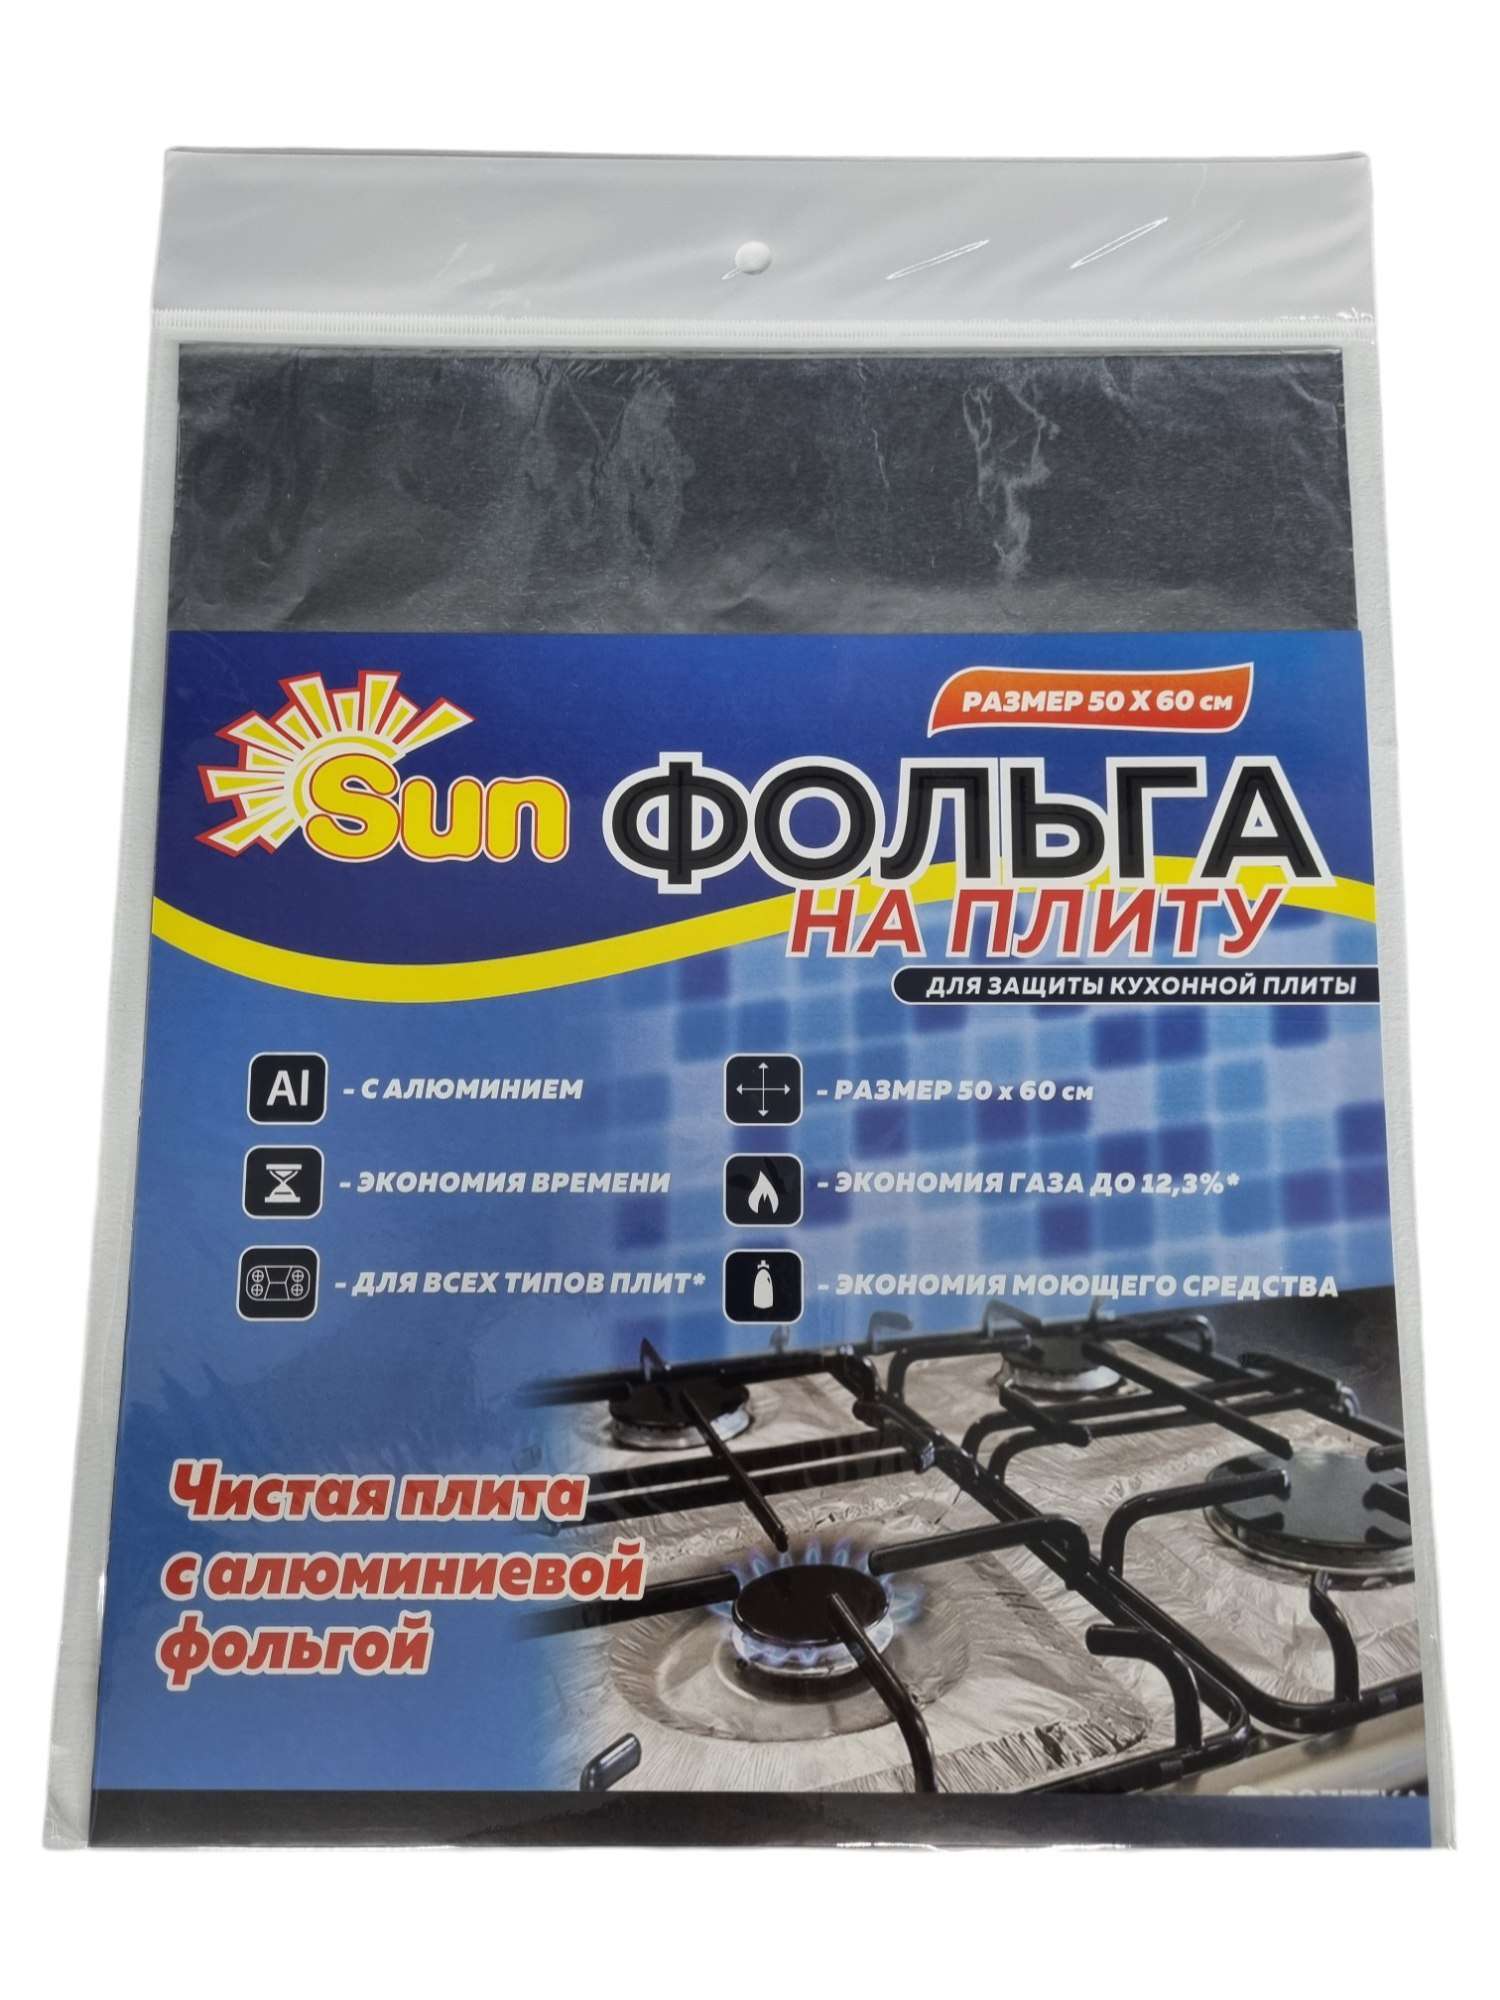 РАЗМЕР 50 X 60 см
Sun
ФОЛЬГА
НА ПЛИТУ
ДЛЯ ЗАЩИТЫ КУХОННОЙ ПЛИТЫ
Al - С АЛЮМИНИЕМ
- РАЗМЕР 50 x 60 см
- ЭКОНОМИЯ ВРЕМЕНИ
- ЭКОНОМИЯ ГАЗА ДО 12,3%*
- ДЛЯ ВСЕХ ТИПОВ ПЛИТ*
- ЭКОНОМИЯ МОЮЩЕГО СРЕДСТВА
Чистая плита
с алюминиевой
фольгой